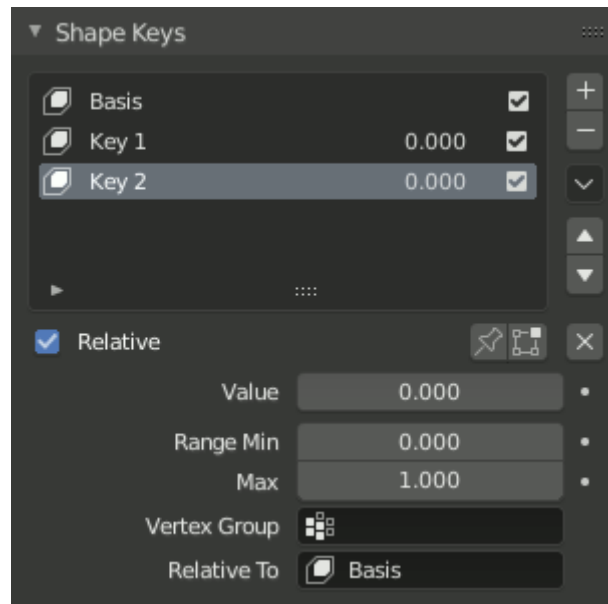 Shape Keys
Basis
Key 1 0.000
Key 2 0.000
Relative
Value 0.000
Range Min 0.000
Max 1.000
Vertex Group
Relative To Basis